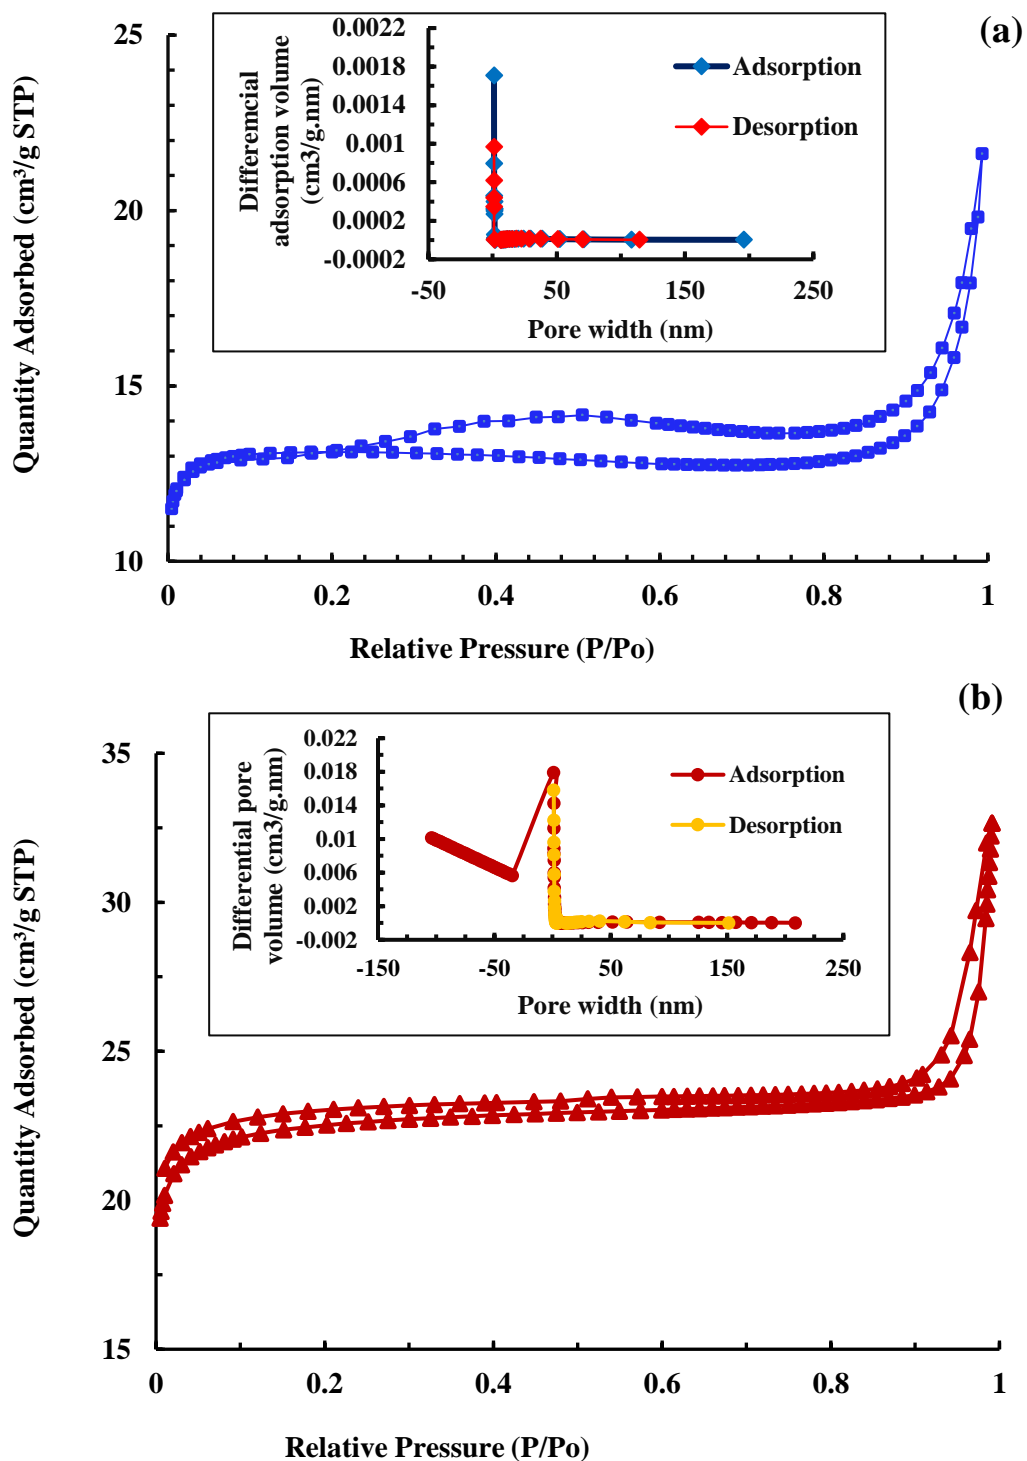 (a)
25
20
15
10
Quantity Adsorbed (cm³/g STP)
0 0.2 0.4 0.6 0.8 1
Relative Pressure (P/Po)
0.0022
0.0018
0.0014
0.001
0.0006
0.0002
-0.0002
Differemcial
adsorption volume
(cm3/g.nm)
-50 50 150 250
Pore width (nm)
Adsorption
Desorption
(b)
35
30
25
20
15
Quantity Adsorbed (cm³/g STP)
0 0.2 0.4 0.6 0.8 1
Relative Pressure (P/Po)
0.022
0.018
0.014
0.01
0.006
0.002
-0.002
Differential pore
volume (cm3/g.nm)
-150 -50 50 150 250
Pore width (nm)
Adsorption
Desorption